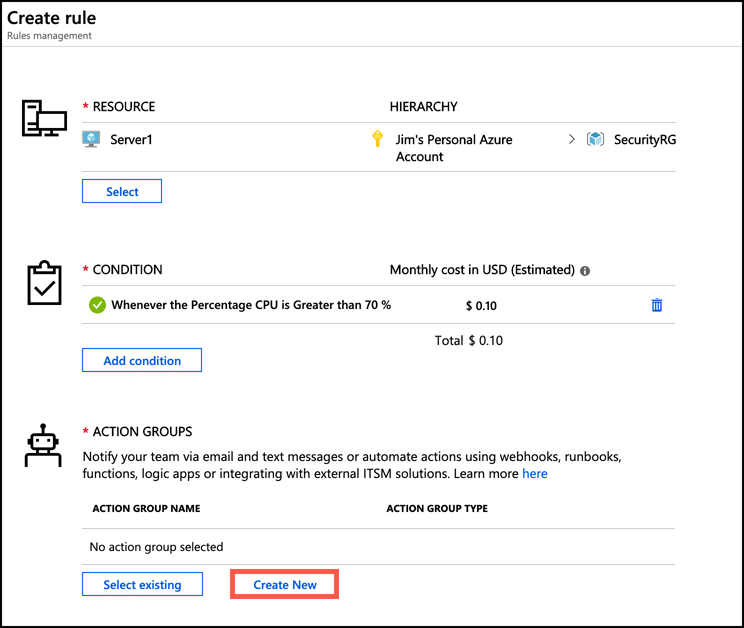 Create rule
Rules management
* RESOURCE HIERARCHY
Server1 Jim's Personal Azure > SecurityRG
Account
Select
* CONDITION Monthly cost in USD (Estimated)
Whenever the Percentage CPU is Greater than 70 % $ 0.10
Total $ 0.10
Add condition
* ACTION GROUPS
Notify your team via email and text messages or automate actions using webhooks, runbooks,
functions, logic apps or integrating with external ITSM solutions. Learn more here
ACTION GROUP NAME ACTION GROUP TYPE
No action group selected
Select existing Create New